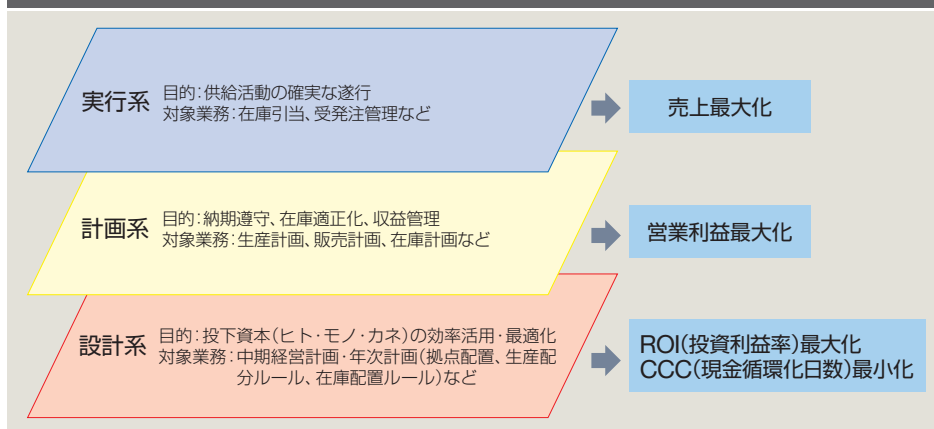 実行系
目的：供給活動の確実な遂行
対象業務：在庫引当、受発注管理など
売上最大化
計画系
目的：納期遵守、在庫適正化、収益管理
対象業務：生産計画、販売計画、在庫計画など
営業利益最大化
設計系
目的：投下資本（ヒト・モノ・カネ）の効率活用・最適化
対象業務：中期経営計画・年次計画（拠点配置、生産配
分ルール、在庫配置ルール）など
ROI（投資利益率）最大化
CCC（現金循環化日数）最小化